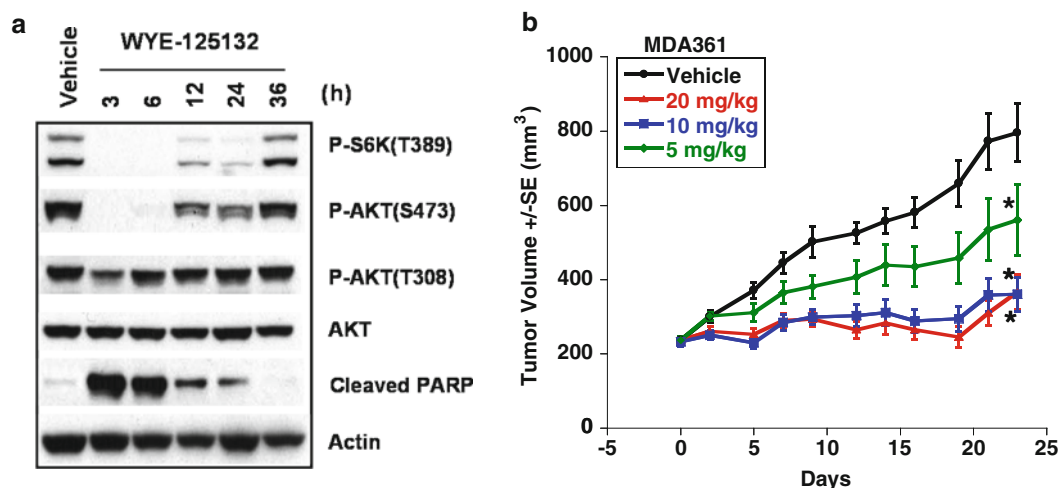 a
WYE-125132
Vehicle 3 6 12 24 36 (h)
P-S6K(T389)
P-AKT(S473)
P-AKT(T308)
AKT
Cleaved PARP
Actin
b
MDA361
Vehicle
20 mg/kg
10 mg/kg
5 mg/kg
Tumor Volume +/-SE (mm³)
1000
800
600
400
200
0
*
*
*
-5 0 5 10 15 20 25
Days